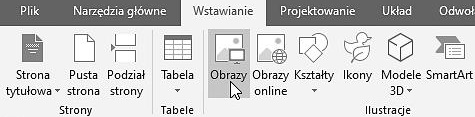 Plik Narzędzia główne Wstawianie Projektowanie Układ
Strona tytułowa Pusta strona Podział strony Tabela Obrazy Obrazy online Kształty Ikony Modele 3D SmartArt
Strony Tabele Ilustracje